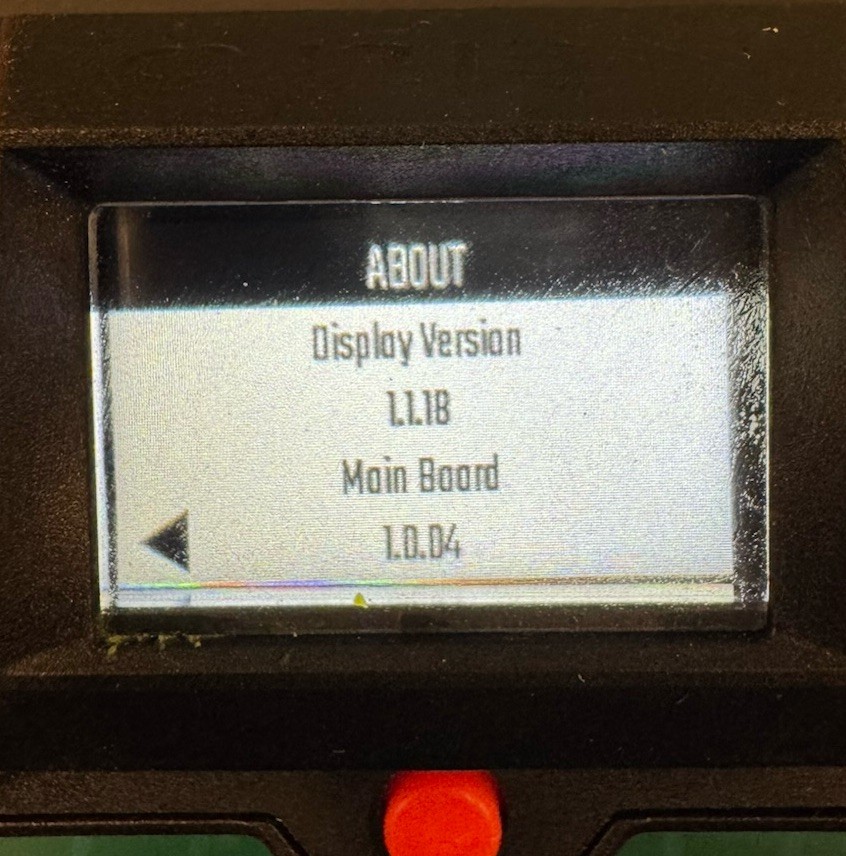 ABOUT
Display Version
1.1.18
Main Board
1.0.04